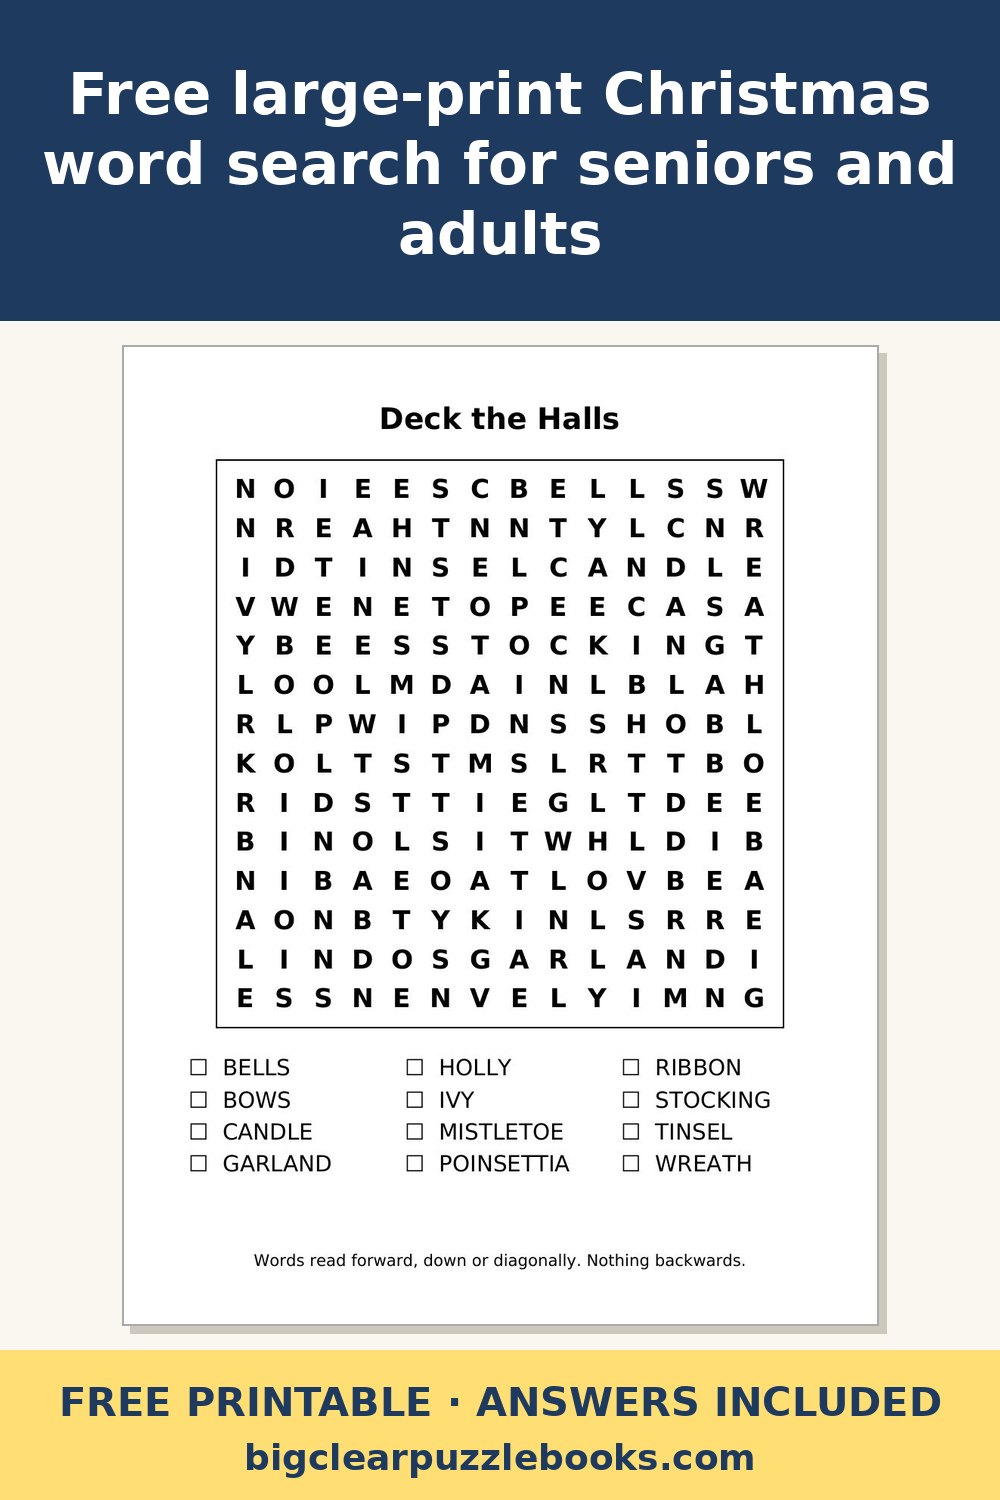 Free large-print Christmas
word search for seniors and
adults
Deck the Halls
N O I E E S C B E L L S S W
N R E A H T N N T Y L C N R
I D T I N S E L C A N D L E
V W E N E T O P E E C A S A
Y B E E S S T O C K I N G T
L O O L M D A I N L B L A H
R L P W I P D N S S H O B L
K O L T S T M S L R T T B O
R I D S T T I E G L T D E E
B I N O L S I T W H L D I B
N I B A E O A T L O V B E A
A O N B T Y K I N L S R R E
L I N D O S G A R L A N D I
E S S N E N V E L Y I M N G
☐ BELLS ☐ HOLLY ☐ RIBBON
☐ BOWS ☐ IVY ☐ STOCKING
☐ CANDLE ☐ MISTLETOE ☐ TINSEL
☐ GARLAND ☐ POINSETTIA ☐ WREATH
Words read forward, down or diagonally. Nothing backwards.
FREE PRINTABLE · ANSWERS INCLUDED
bigclearpuzzlebooks.com